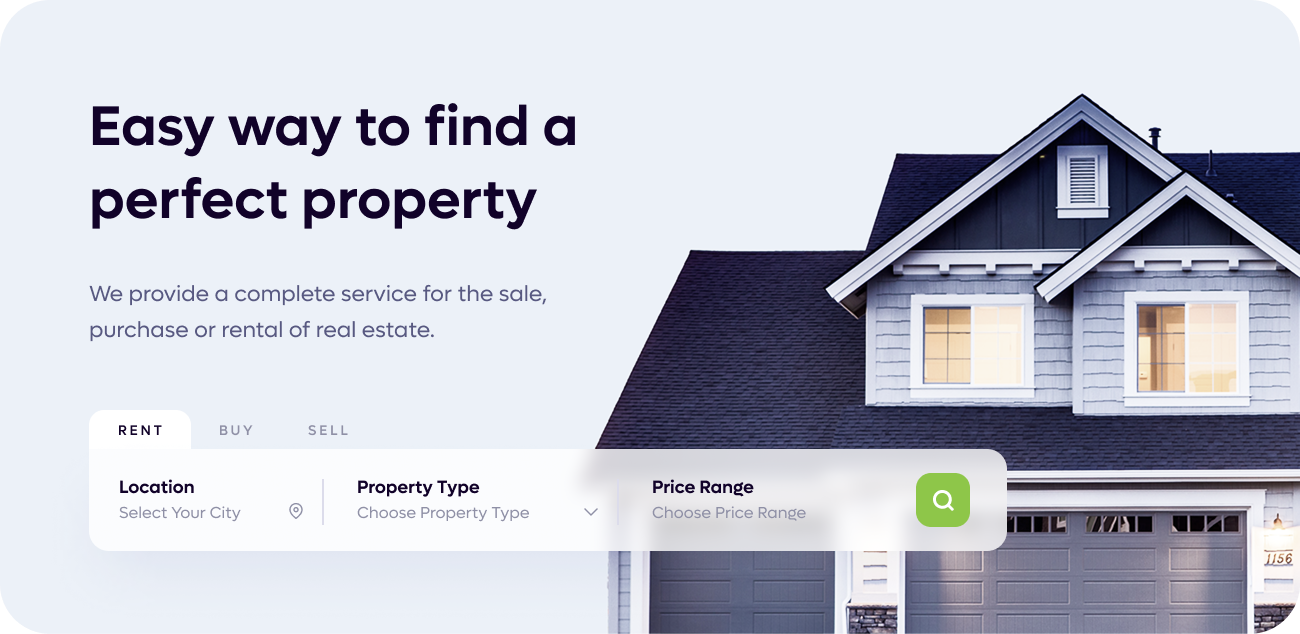 Easy way to find a
perfect property
We provide a complete service for the sale,
purchase or rental of real estate.
RENT BUY SELL
Location Property Type Price Range
Select Your City Choose Property Type Choose Price Range
1156